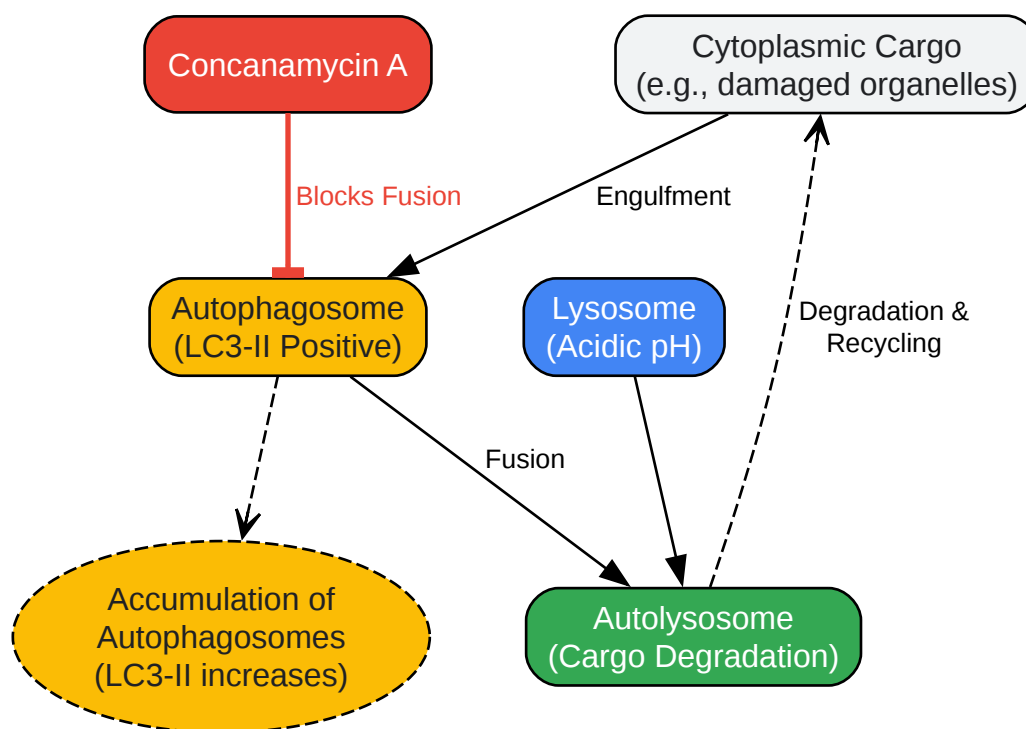 Concanamycin A
Cytoplasmic Cargo
(e.g., damaged organelles)
Blocks Fusion
Engulfment
Autophagosome
(LC3-II Positive)
Lysosome
(Acidic pH)
Degradation &
Recycling
Fusion
Accumulation of
Autophagosomes
(LC3-II increases)
Autolysosome
(Cargo Degradation)